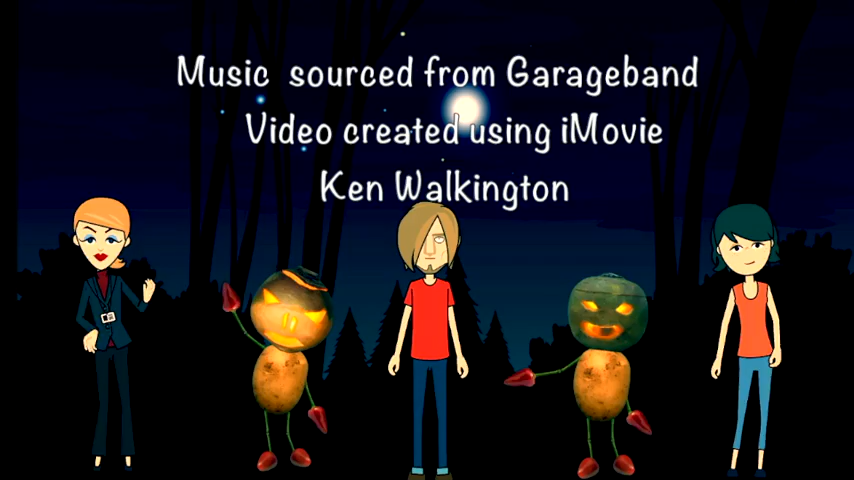 Music sourced from Garageband
Video created using iMovie
Ken Walkington